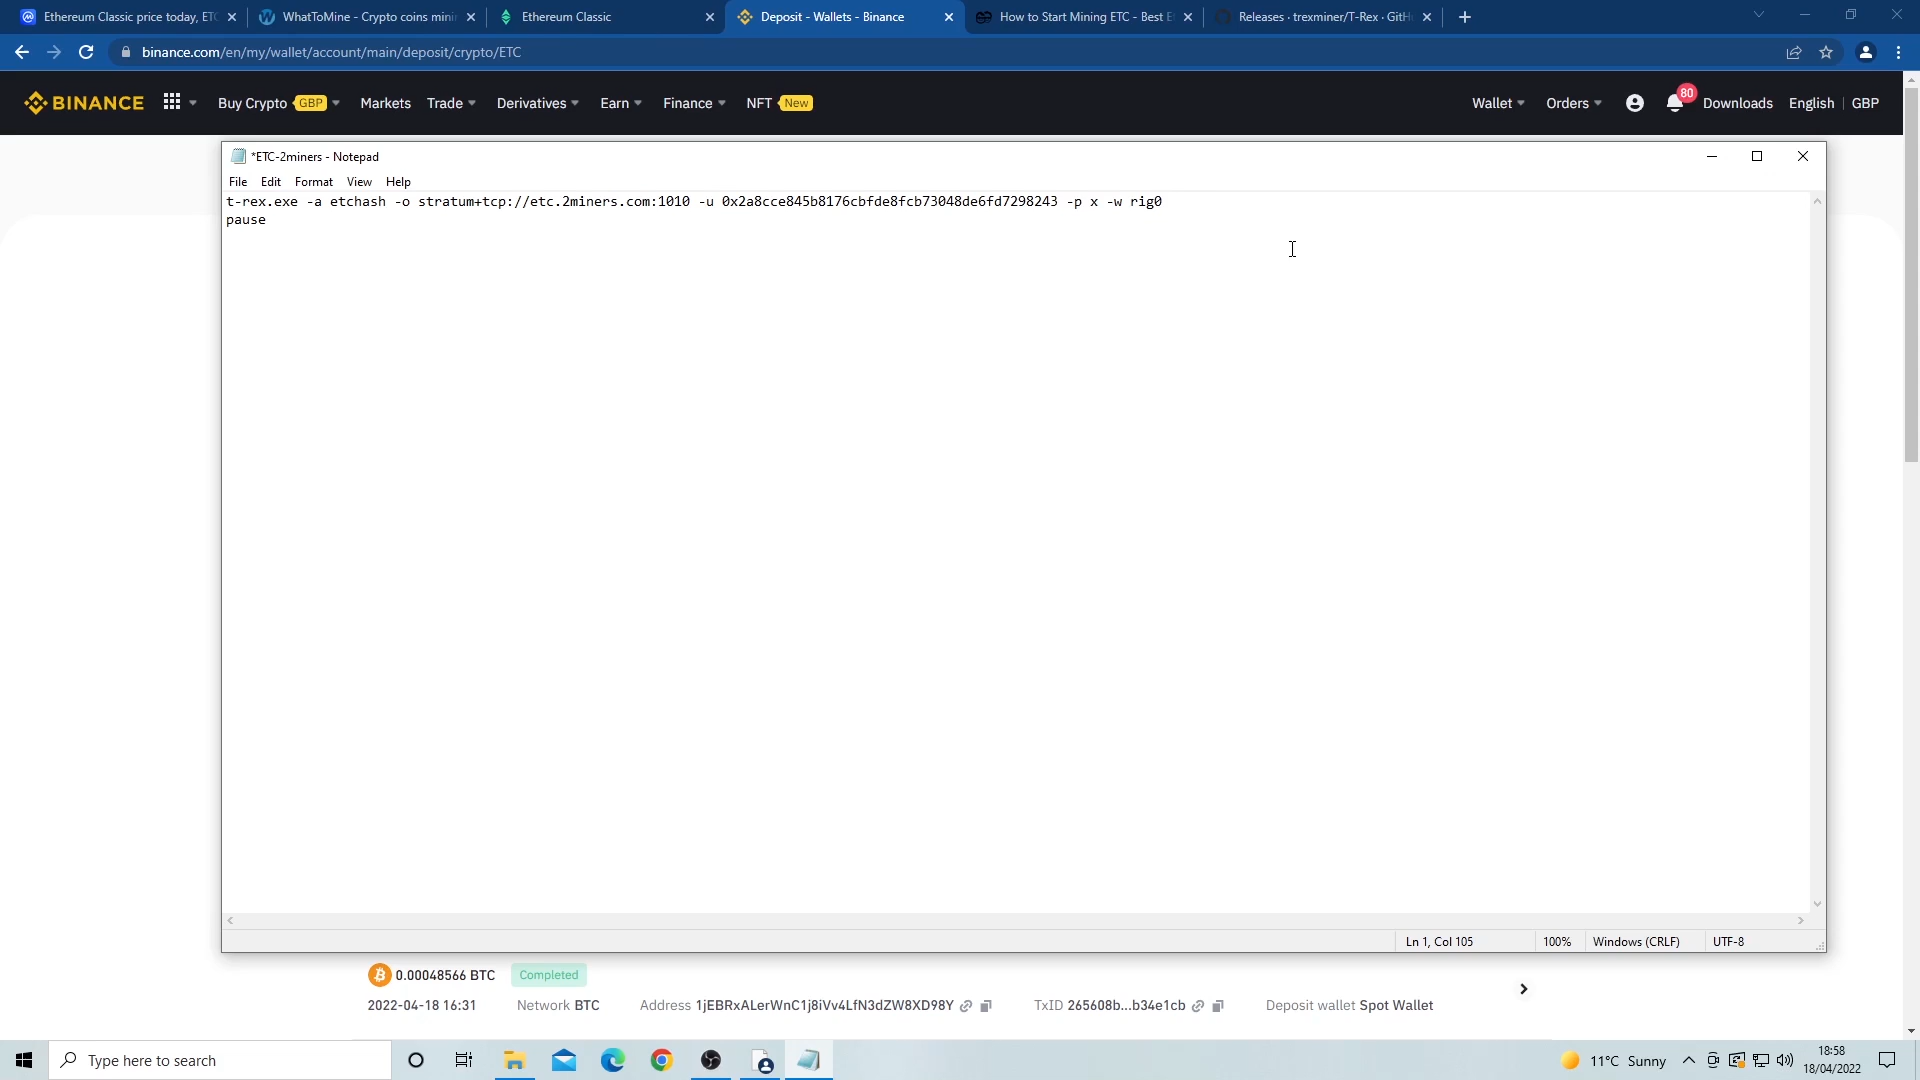 Ethereum Classic price today, ETC
WhatToMine - Crypto coins minin
Ethereum Classic
Deposit - Wallets - Binance
How to Start Mining ETC - Best E
Releases · trexminer/T-Rex · GitH
binance.com/en/my/wallet/account/main/deposit/crypto/ETC
BINANCE
Buy Crypto GBP
Markets
Trade
Derivatives
Earn
Finance
NFT New
Wallet
Orders
80
Downloads
English
GBP
*ETC-2miners - Notepad
File Edit Format View Help
t-rex.exe -a etchash -o stratum+tcp://etc.2miners.com:1010 -u 0x2a8cce845b8176cbfde8fcb73048de6fd7298243 -p x -w rig0
pause
Ln 1, Col 105
100%
Windows (CRLF)
UTF-8
0.00048566 BTC Completed
2022-04-18 16:31 Network BTC Address 1jEBRxALerWnC1j8iVv4LfN3dZW8XD98Y TxID 265608b...b34e1cb Deposit wallet Spot Wallet
Type here to search
11°C Sunny
18:58
18/04/2022